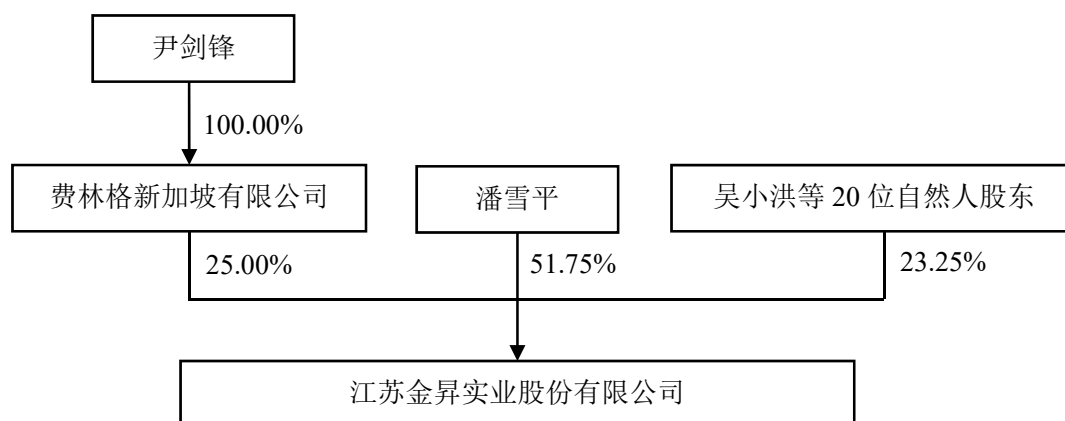 尹剑锋
100.00%
费林格新加坡有限公司
潘雪平
吴小洪等 20 位自然人股东
25.00%
51.75%
23.25%
江苏金昇实业股份有限公司